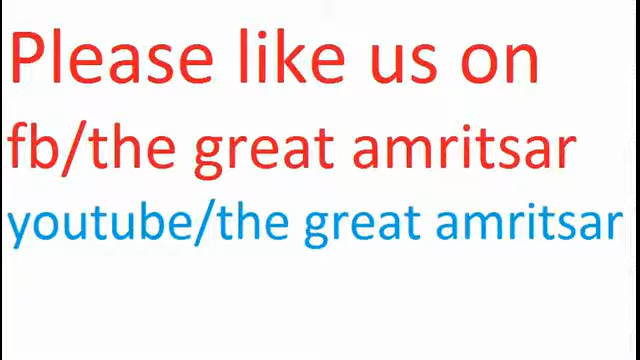 Please like us on
fb/the great amritsar
youtube/the great amritsar